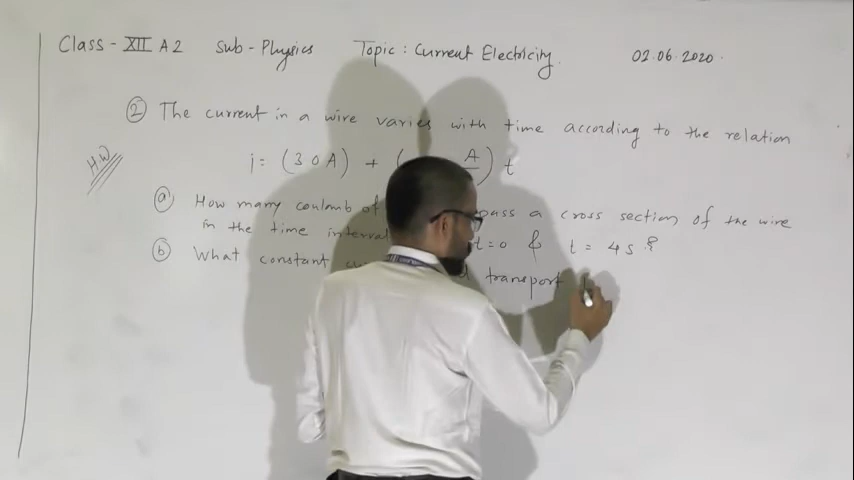 Class - XII A2 Sub - Physics Topic : Current Electricity. 02.06.2020.
② The current in a wire varies with time according to the relation
H.W
i = (3.0 A) + ( A ) t
ⓐ How many coulomb of pass a cross section of the wire
in the time interval t=0 & t = 4s?
ⓑ What constant transport